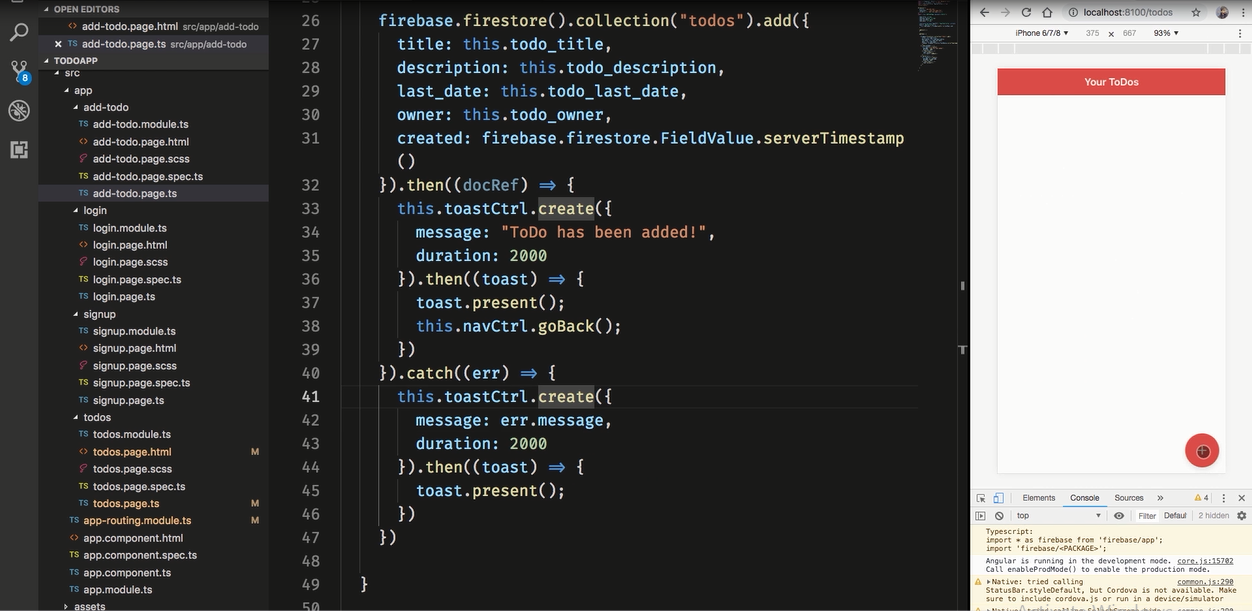 OPEN EDITORS
add-todo.page.html src/app/add-todo
TS add-todo.page.ts src/app/add-todo
TODOAPP
src
app
add-todo
TS add-todo.module.ts
add-todo.page.html
add-todo.page.scss
TS add-todo.page.spec.ts
TS add-todo.page.ts
login
TS login.module.ts
login.page.html
login.page.scss
TS login.page.spec.ts
TS login.page.ts
signup
TS signup.module.ts
signup.page.html
signup.page.scss
TS signup.page.spec.ts
TS signup.page.ts
todos
TS todos.module.ts
todos.page.html M
todos.page.scss
TS todos.page.spec.ts
TS todos.page.ts M
TS app-routing.module.ts M
app.component.html
TS app.component.spec.ts
TS app.component.ts
TS app.module.ts
assets
8
26 firebase.firestore().collection("todos").add({
27 title: this.todo_title,
28 description: this.todo_description,
29 last_date: this.todo_last_date,
30 owner: this.todo_owner,
31 created: firebase.firestore.FieldValue.serverTimestamp
()
32 }).then((docRef) => {
33 this.toastCtrl.create({
34 message: "ToDo has been added!",
35 duration: 2000
36 }).then((toast) => {
37 toast.present();
38 this.navCtrl.goBack();
39 })
40 }).catch((err) => {
41 this.toastCtrl.create({
42 message: err.message,
43 duration: 2000
44 }).then((toast) => {
45 toast.present();
46 })
47 })
48
49 }
50
localhost:8100/todos
iPhone 6/7/8 375 x 667 93%
Your ToDos
Elements Console Sources » 4
top Filter Defaul 2 hidden
Typescript:
import * as firebase from 'firebase/app';
import 'firebase/<PACKAGE>';
Angular is running in the development mode. core.js:15702
Call enableProdMode() to enable the production mode.
Native: tried calling common.js:290
StatusBar.styleDefault, but Cordova is not available. Make
sure to include cordova.js or run in a device/simulator